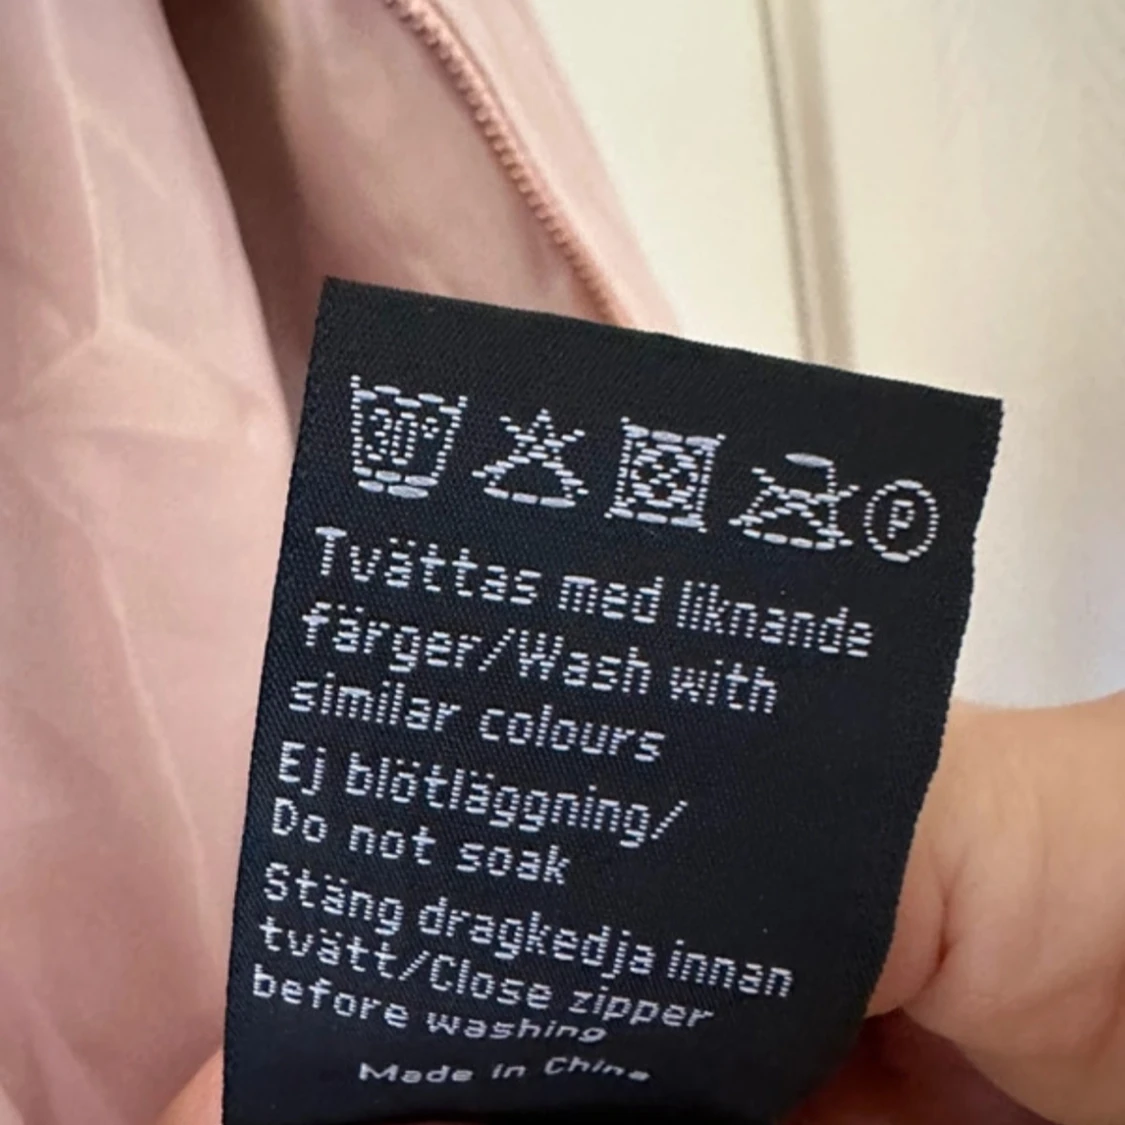 30°
P
Tvättas med liknande
färger/Wash with
similar colours
Ej blötläggning/
Do not soak
Stäng dragkedja innan
tvätt/Close zipper
before washing
Made in China